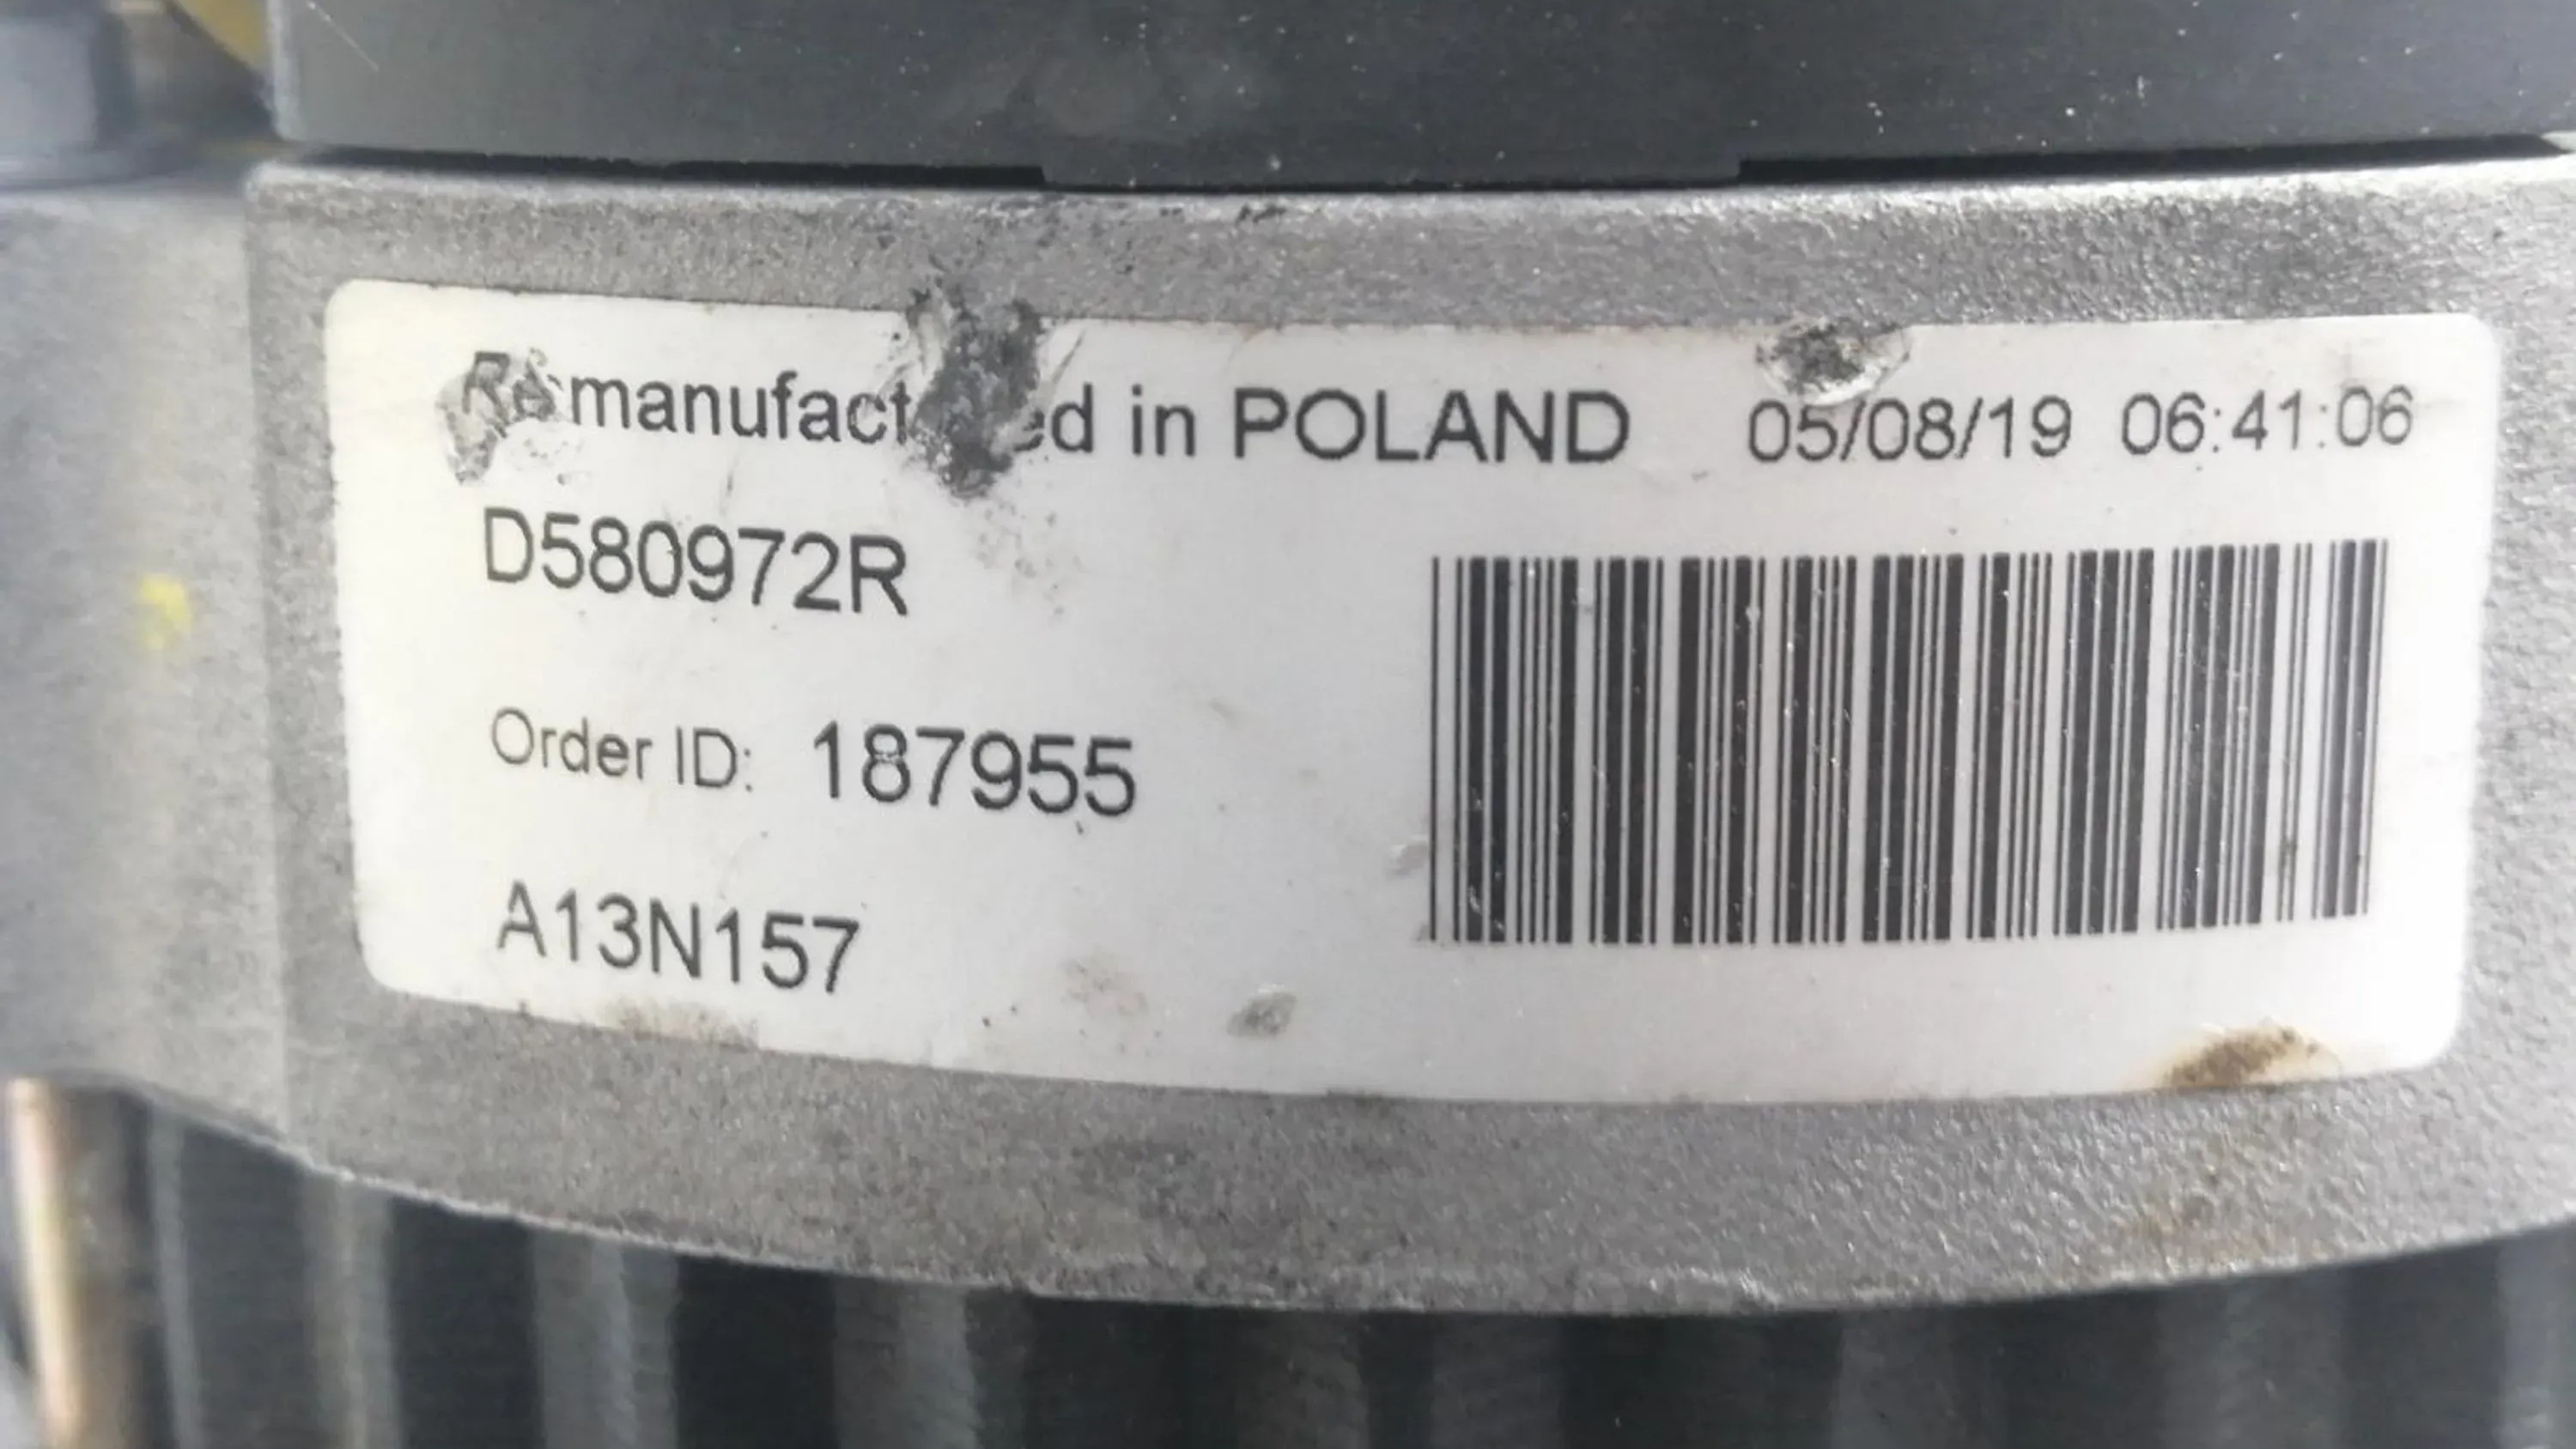 Remanufactured in POLAND 05/08/19 06:41:06
D580972R
Order ID: 187955
A13N157